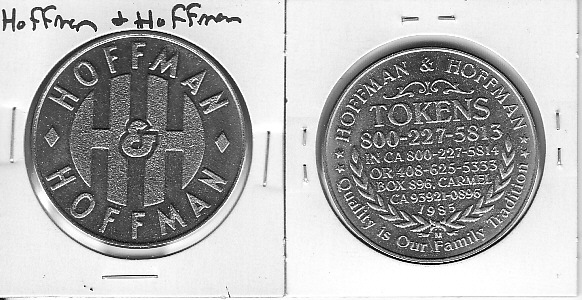 Hoffman & Hoffman
HOFFMAN
H&H
HOFFMAN
HOFFMAN & HOFFMAN
TOKENS
800-227-5813
IN CA 800-227-5814
OR 408-625-5333
BOX 896, CARMEL
CA 93921-0896
1985
M
Quality is Our Family Tradition